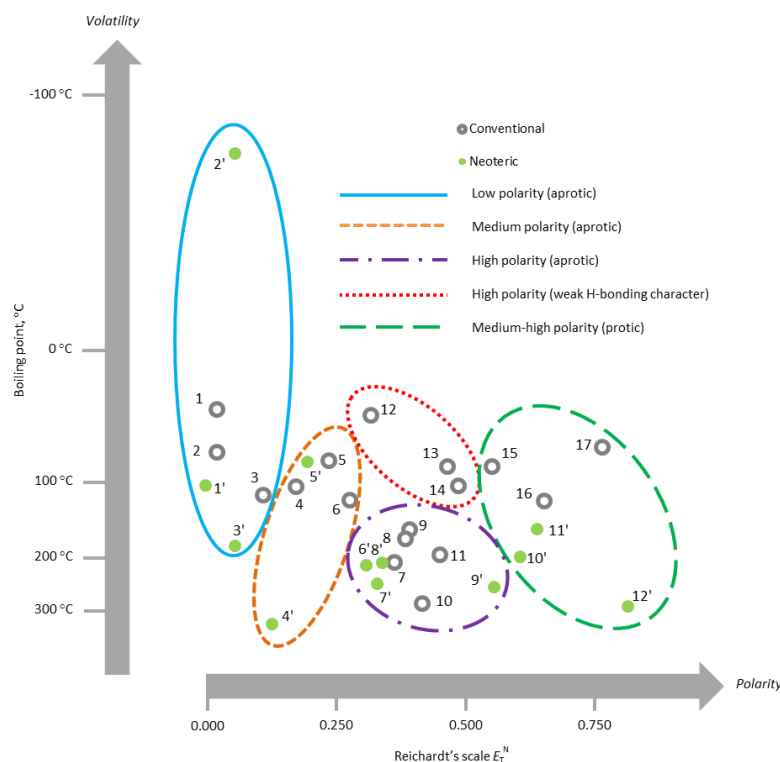 Volatility
-100 °C
Conventional
Neoteric
2'
Low polarity (aprotic)
Medium polarity (aprotic)
High polarity (aprotic)
High polarity (weak H-bonding character)
Medium-high polarity (protic)
Boiling point, °C
0 °C
1
12
2
17
13
15
5
100 °C
3
5'
14
1'
4
6
16
9
11'
3'
8
6' 8'
11
10'
200 °C
7
7'
9'
10
12'
300 °C
4'
Polarity
0.000
0.250
0.500
0.750
Reichardt's scale E_T^N